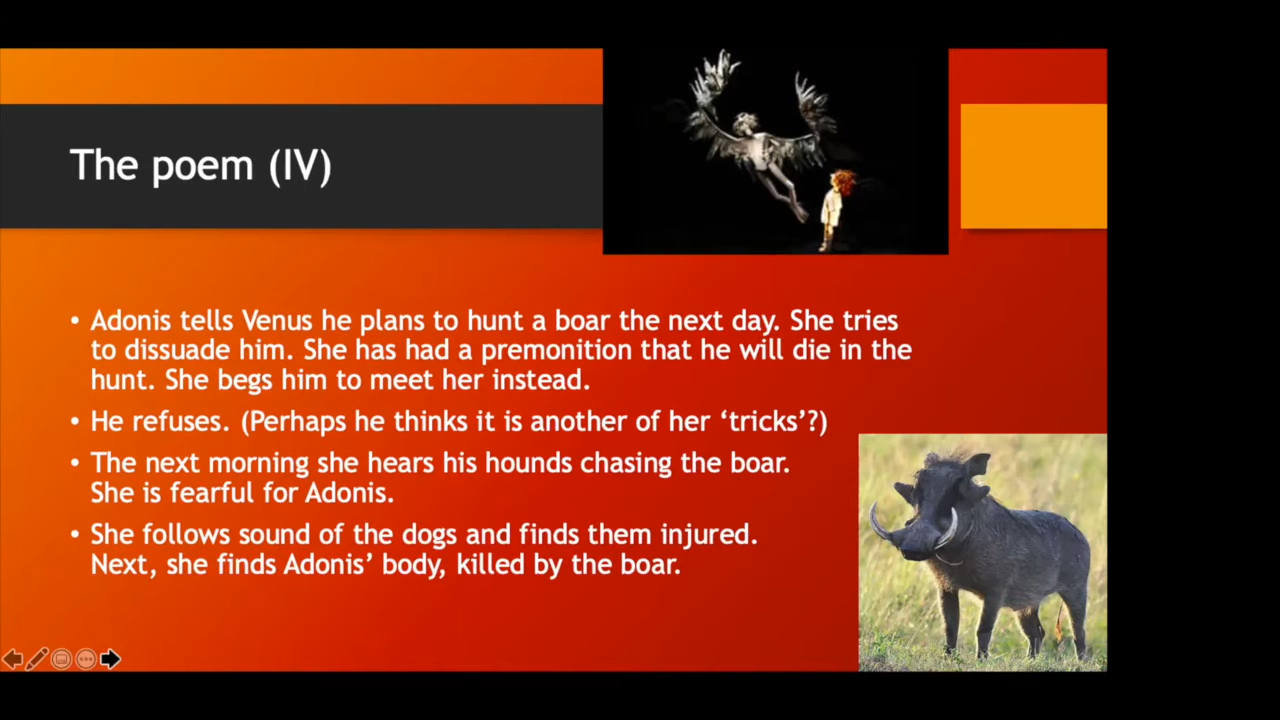 The poem (IV)
• Adonis tells Venus he plans to hunt a boar the next day. She tries
to dissuade him. She has had a premonition that he will die in the
hunt. She begs him to meet her instead.
• He refuses. (Perhaps he thinks it is another of her ‘tricks’?)
• The next morning she hears his hounds chasing the boar.
She is fearful for Adonis.
• She follows sound of the dogs and finds them injured.
Next, she finds Adonis’ body, killed by the boar.